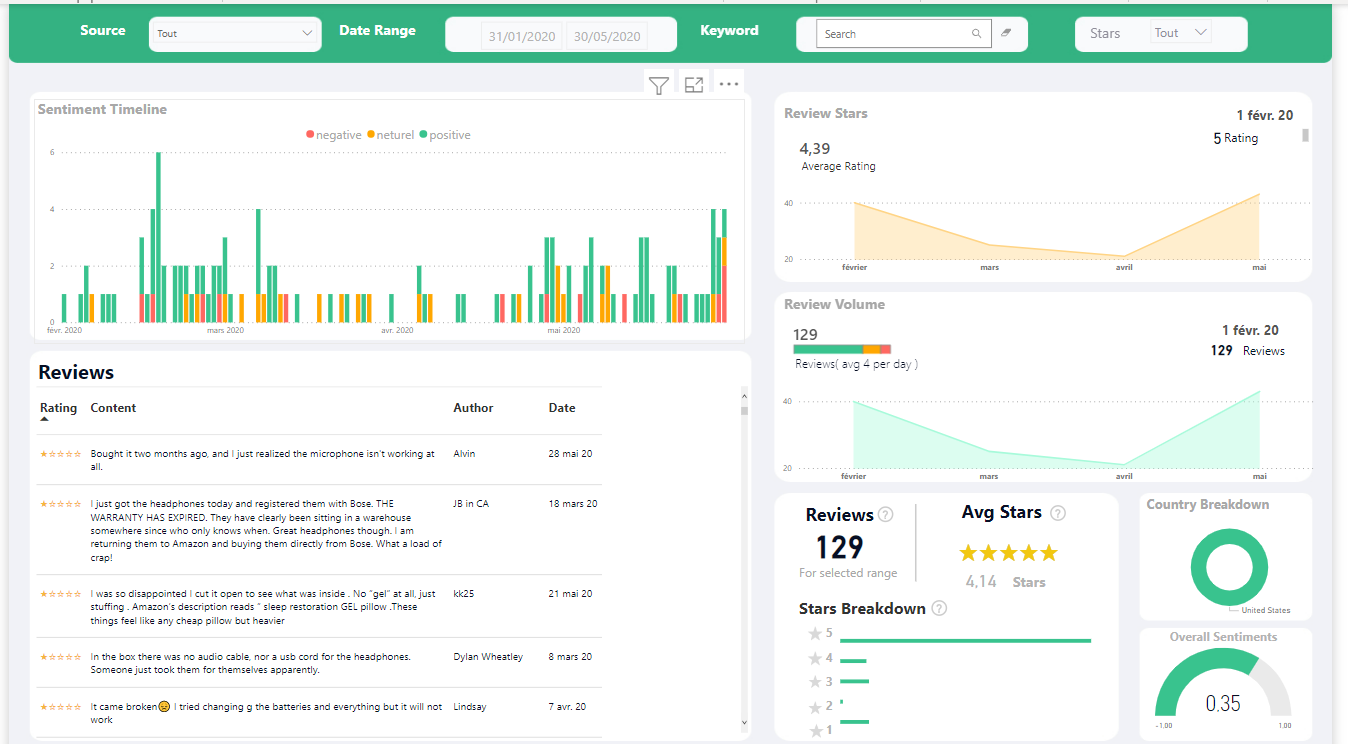 Source
Tout
Date Range
31/01/2020
30/05/2020
Keyword
Search
Stars
Tout
Sentiment Timeline
negative neturel positive
6
4
2
0
févr. 2020
mars 2020
avr. 2020
mai 2020
Review Stars
1 févr. 20
5 Rating
4,39
Average Rating
40
20
février
mars
avril
mai
Review Volume
1 févr. 20
129
129 Reviews
Reviews( avg 4 per day )
40
20
février
mars
avril
mai
Reviews
Rating Content Author Date
Bought it two months ago, and I just realized the microphone isn't working at
all.
Alvin
28 mai 20
I just got the headphones today and registered them with Bose. THE
WARRANTY HAS EXPIRED. They have clearly been sitting in a warehouse
somewhere since who only knows when. Great headphones though. I am
returning them to Amazon and buying them directly from Bose. What a load of
crap!
JB in CA
18 mars 20
I was so disappointed I cut it open to see what was inside . No "gel" at all, just
stuffing . Amazon's description reads " sleep restoration GEL pillow .These
things feel like any cheap pillow but heavier
kk25
21 mai 20
In the box there was no audio cable, nor a usb cord for the headphones.
Someone just took them for themselves apparently.
Dylan Wheatley
8 mars 20
It came broken😖 I tried changing g the batteries and everything but it will not
work
Lindsay
7 avr. 20
Reviews
129
For selected range
Avg Stars
4,14 Stars
Stars Breakdown
5
4
3
2
1
Country Breakdown
United States
Overall Sentiments
0,35
-1.00
1.00